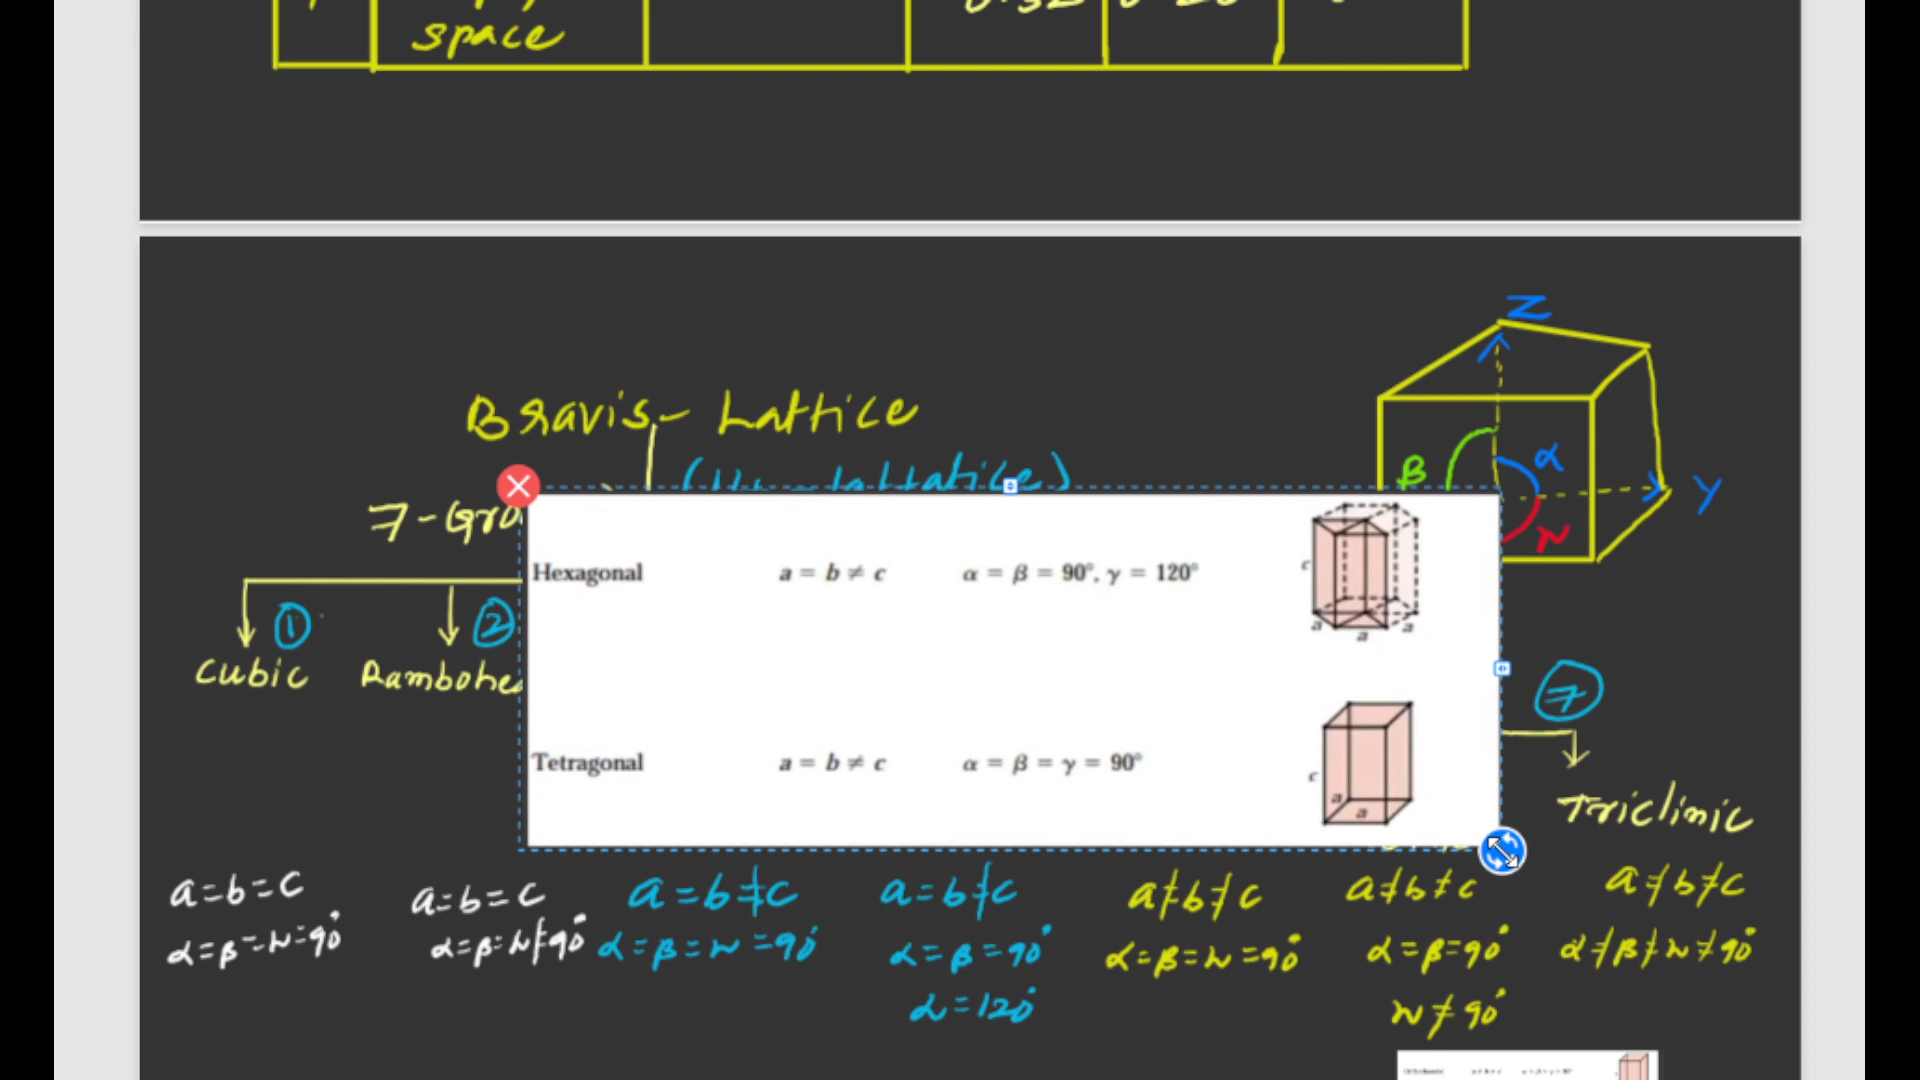 space
Z
Bravis - Lattice
β
α
Y
7-Gro
Hexagonal a = b ≠ c α = β = 90°, γ = 120°
c
a a a
① ②
Cubic Rambohe
⑦
Tetragonal a = b ≠ c α = β = γ = 90°
c
a
a
Triclinic
a=b=c a=b=c a=b≠c a=b≠c a≠b≠c a≠b≠c a≠b≠c
α=β=γ=90° α=β=γ≠90° α=β=γ=90° α=β=90° α=β=γ=90° α=β=90° α≠β≠γ≠90°
α=120° γ≠90°